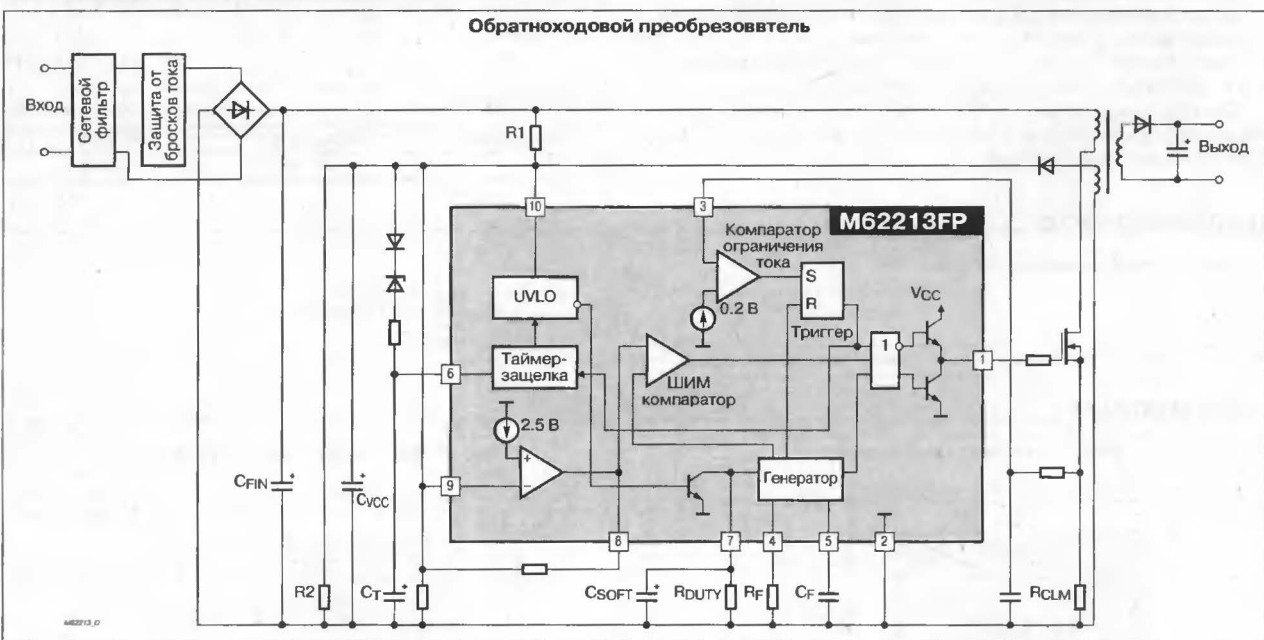 Обратноходовой преобрезоввтель
Вход
Сетевой
фильтр
Защита от
бросков тока
R1
Выход
10
3
M62213FP
Компаратор
ограничения
тока
UVLO
S
R
0.2 В
Триггер
VCC
Таймер-
защелка
6
ШИМ
компаратор
1
1
2.5 В
+
−
9
Генератор
CFIN
+
CVCC
+
8
7
4
5
2
R2
CT
+
CSOFT
+
RDUTY
RF
CF
RCLM
M62213_D